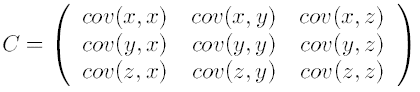 C = ( cov(x, x) cov(x, y) cov(x, z)
cov(y, x) cov(y, y) cov(y, z)
cov(z, x) cov(z, y) cov(z, z) )